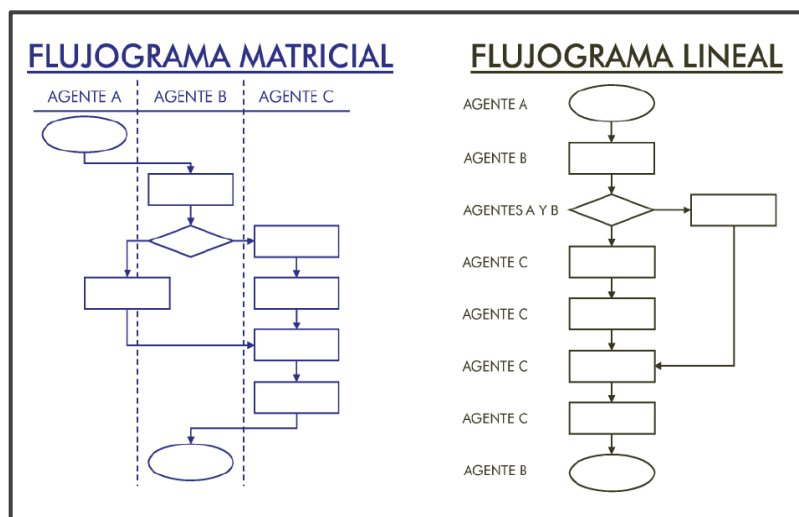 FLUJOGRAMA MATRICIAL
AGENTE A AGENTE B AGENTE C
FLUJOGRAMA LINEAL
AGENTE A
AGENTE B
AGENTES A Y B
AGENTE C
AGENTE C
AGENTE C
AGENTE C
AGENTE B